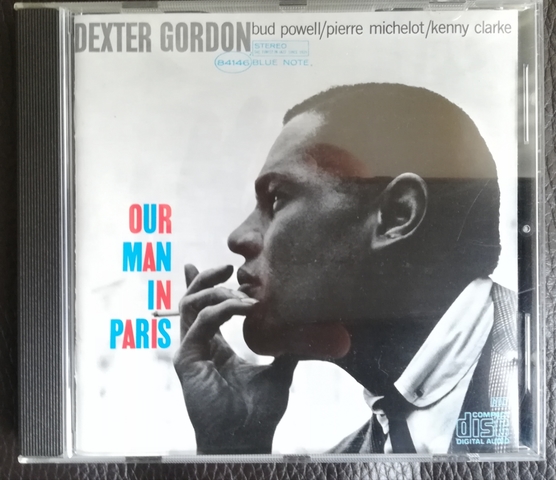 DEXTER GORDON bud powell/pierre michelot/kenny clarke
STEREO
84146 BLUE NOTE
OUR
MAN
IN
PARIS
COMPACT
disc
DIGITAL AUDIO